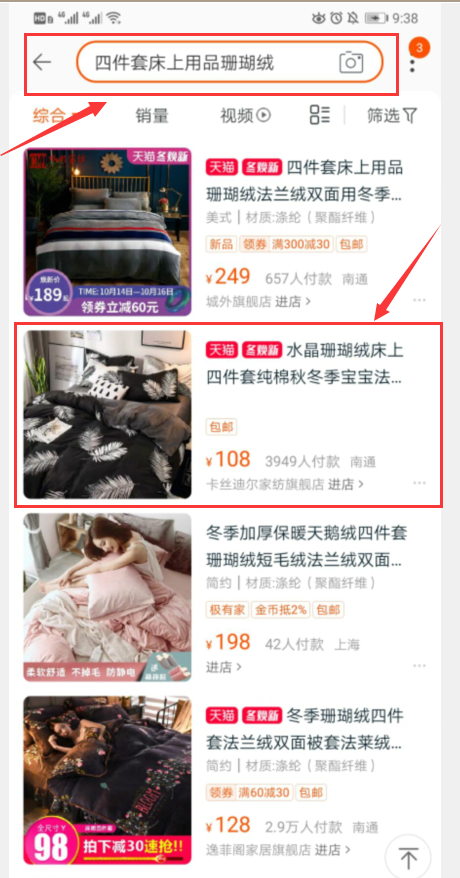 HD B 4G 4G 9:38
四件套床上用品珊瑚绒
3
综合 销量 视频 筛选
天猫 冬焕新 四件套床上用品
珊瑚绒法兰绒双面用冬季...
美式 | 材质:涤纶（聚酯纤维）
新品 领券 满300减30 包邮
¥249 657人付款 南通
城外旗舰店 进店 >
天猫冬焕新
焕新价
¥189
TIME: 10月14日—10月16日
领券立减60元
天猫 冬焕新 水晶珊瑚绒床上
四件套纯棉秋冬季宝宝法...
包邮
¥108 3949人付款 南通
卡丝迪尔家纺旗舰店 进店 >
冬季加厚保暖天鹅绒四件套
珊瑚绒短毛绒法兰绒双面...
简约 | 材质:涤纶（聚酯纤维）
极有家 金币抵2% 包邮
¥198 42人付款 上海
进店 >
柔软舒适 不掉毛 防静电
天猫 冬焕新 冬季珊瑚绒四件
套法兰绒双面被套法莱绒...
简约 | 材质:涤纶（聚酯纤维）
领券 满60减30 包邮
¥128 2.9万人付款 南通
逸菲阁家居旗舰店 进店 >
全尺寸¥
98
拍下减30速抢!!